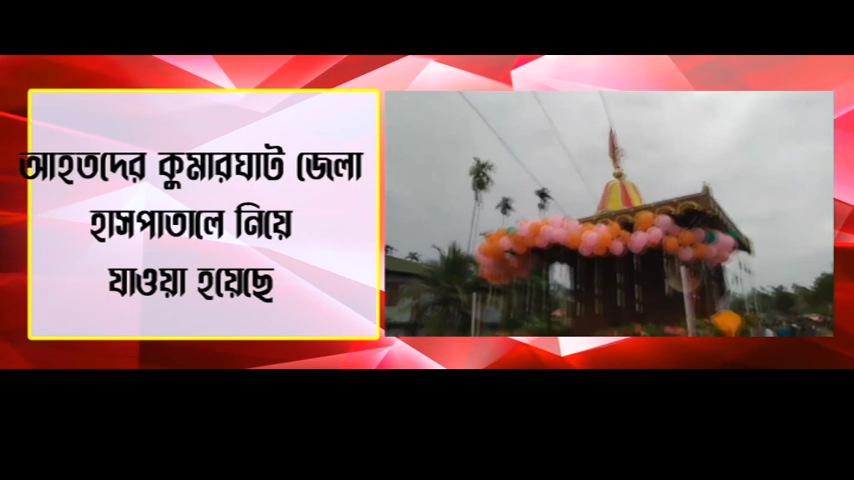 আহতদের কুমারঘাট জেলা
হাসপাতালে নিয়ে
যাওয়া হয়েছে